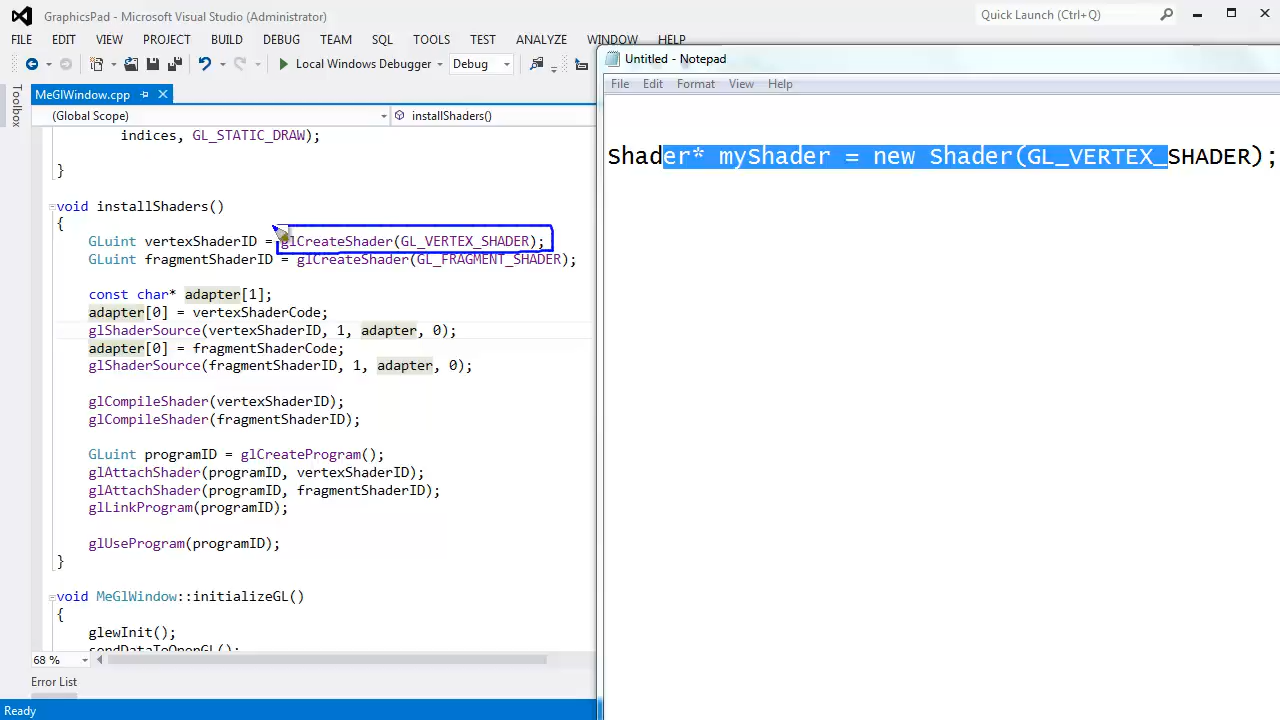 GraphicsPad - Microsoft Visual Studio (Administrator)
Quick Launch (Ctrl+Q)
FILE EDIT VIEW PROJECT BUILD DEBUG TEAM SQL TOOLS TEST ANALYZE WINDOW HELP
Local Windows Debugger Debug
Toolbox
MeGlWindow.cpp
(Global Scope) installShaders()
indices, GL_STATIC_DRAW);
}
void installShaders()
{
GLuint vertexShaderID = glCreateShader(GL_VERTEX_SHADER);
GLuint fragmentShaderID = glCreateShader(GL_FRAGMENT_SHADER);
const char* adapter[1];
adapter[0] = vertexShaderCode;
glShaderSource(vertexShaderID, 1, adapter, 0);
adapter[0] = fragmentShaderCode;
glShaderSource(fragmentShaderID, 1, adapter, 0);
glCompileShader(vertexShaderID);
glCompileShader(fragmentShaderID);
GLuint programID = glCreateProgram();
glAttachShader(programID, vertexShaderID);
glAttachShader(programID, fragmentShaderID);
glLinkProgram(programID);
glUseProgram(programID);
}
void MeGlWindow::initializeGL()
{
glewInit();
sendDataToOpenGL();
68 %
Error List
Ready
Untitled - Notepad
File Edit Format View Help
Shader* myShader = new Shader(GL_VERTEX_SHADER);